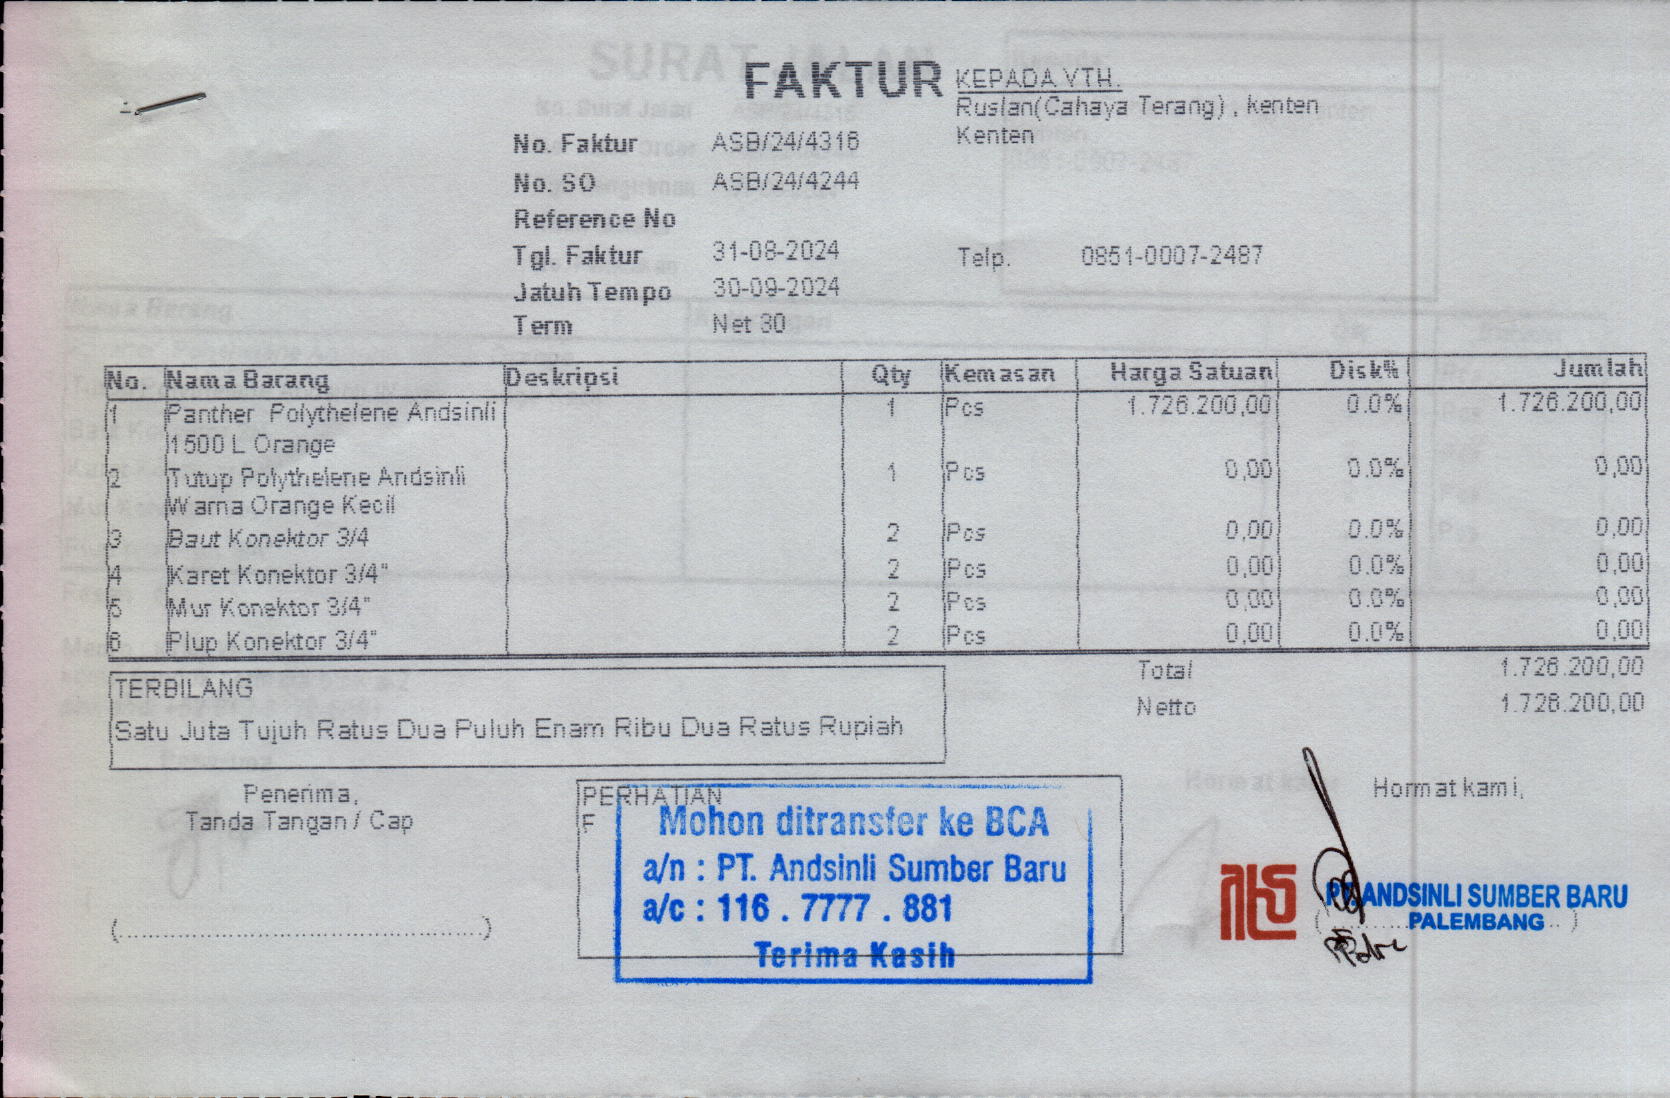 FAKTUR
KEPADA YTH.
Ruslan(Cahaya Terang) , kenten
Kenten
No. Faktur ASB/24/4316
No. SO ASB/24/4244
Reference No
Tgl. Faktur 31-08-2024
Telp. 0851-0007-2487
Jatuh Tempo 30-09-2024
Term Net 30
No. Nama Barang Deskripsi Qty Kemasan Harga Satuan Disk% Jumlah
1 Panther Polythelene Andsinli 1 Pcs 1.726.200,00 0.0% 1.726.200,00
1500 L Orange
2 Tutup Polythelene Andsinli 1 Pcs 0,00 0.0% 0,00
Warna Orange Kecil
3 Baut Konektor 3/4 2 Pcs 0,00 0.0% 0,00
4 Karet Konektor 3/4" 2 Pcs 0,00 0.0% 0,00
5 Mur Konektor 3/4" 2 Pcs 0,00 0.0% 0,00
6 Plup Konektor 3/4" 2 Pcs 0,00 0.0% 0,00
Total 1.726.200,00
Netto 1.726.200,00
TERBILANG
Satu Juta Tujuh Ratus Dua Puluh Enam Ribu Dua Ratus Rupiah
Penerima,
Tanda Tangan / Cap
(................................................)
PERHATIAN
F
Mohon ditransfer ke BCA
a/n : PT. Andsinli Sumber Baru
a/c : 116 . 7777 . 881
Terima Kasih
Hormat kami,
PT. ANDSINLI SUMBER BARU
PALEMBANG